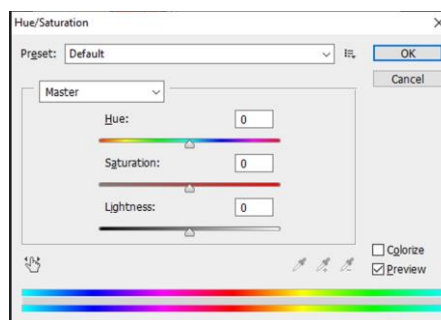 Hue/Saturation
Preset: Default
OK
Cancel
Master
Hue: 0
Saturation: 0
Lightness: 0
Colorize
Preview